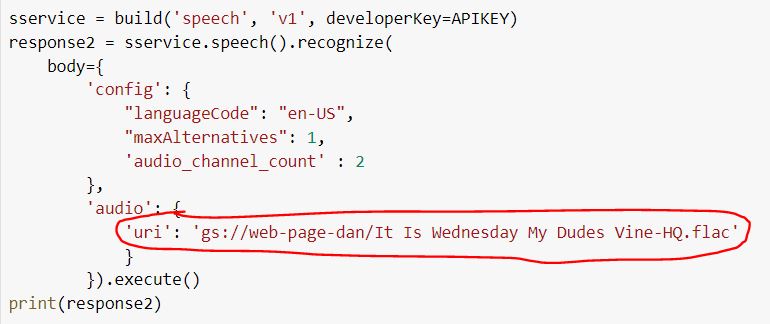 sservice = build('speech', 'v1', developerKey=APIKEY)
response2 = sservice.speech().recognize(
    body={
        'config': {
            "languageCode": "en-US",
            "maxAlternatives": 1,
            'audio_channel_count' : 2
        },
        'audio': {
            'uri': 'gs://web-page-dan/It Is Wednesday My Dudes Vine-HQ.flac'
            }
        }).execute()
print(response2)